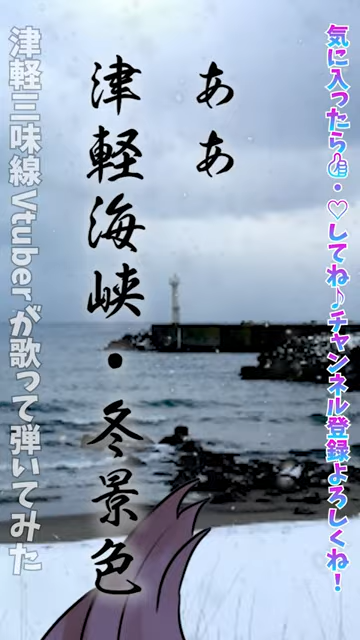 気に入ったら👍・♡してね♪チャンネル登録よろしくね！
ああ
津軽海峡・冬景色
津軽三味線Vtuberが歌って弾いてみた